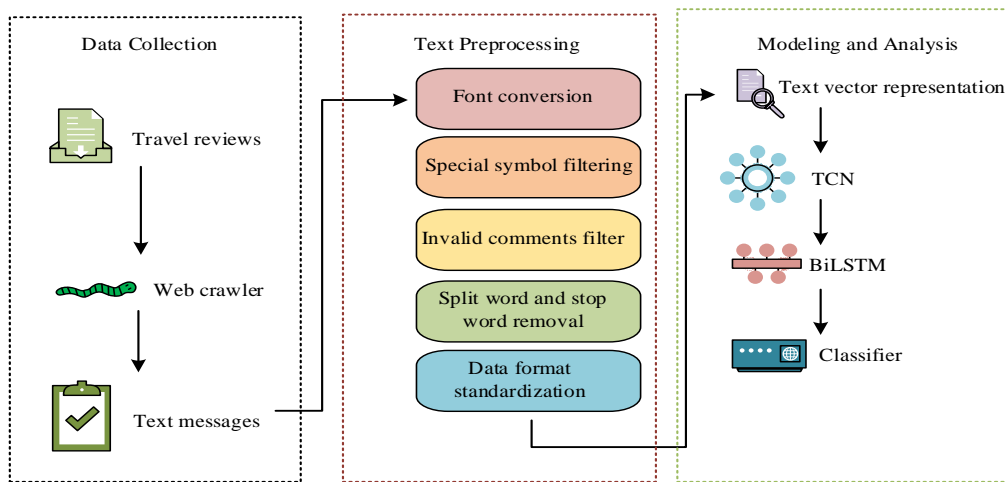 Data Collection
Travel reviews
Web crawler
Text messages
Text Preprocessing
Font conversion
Special symbol filtering
Invalid comments filter
Split word and stop
word removal
Data format
standardization
Modeling and Analysis
Text vector representation
TCN
BiLSTM
Classifier